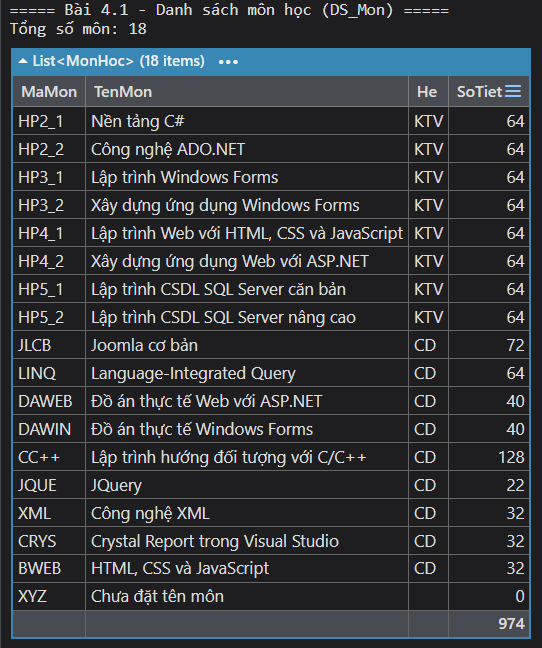 ===== Bài 4.1 - Danh sách môn học (DS_Mon) =====
Tổng số môn: 18
List<MonHoc> (18 items) •••
MaMon TenMon He SoTiet
HP2_1 Nền tảng C# KTV 64
HP2_2 Công nghệ ADO.NET KTV 64
HP3_1 Lập trình Windows Forms KTV 64
HP3_2 Xây dựng ứng dụng Windows Forms KTV 64
HP4_1 Lập trình Web với HTML, CSS và JavaScript KTV 64
HP4_2 Xây dựng ứng dụng Web với ASP.NET KTV 64
HP5_1 Lập trình CSDL SQL Server căn bản KTV 64
HP5_2 Lập trình CSDL SQL Server nâng cao KTV 64
JLCB Joomla cơ bản CD 72
LINQ Language-Integrated Query CD 64
DAWEB Đồ án thực tế Web với ASP.NET CD 40
DAWIN Đồ án thực tế Windows Forms CD 40
CC++ Lập trình hướng đối tượng với C/C++ CD 128
JQUE JQuery CD 22
XML Công nghệ XML CD 32
CRYS Crystal Report trong Visual Studio CD 32
BWEB HTML, CSS và JavaScript CD 32
XYZ Chưa đặt tên môn 0
974